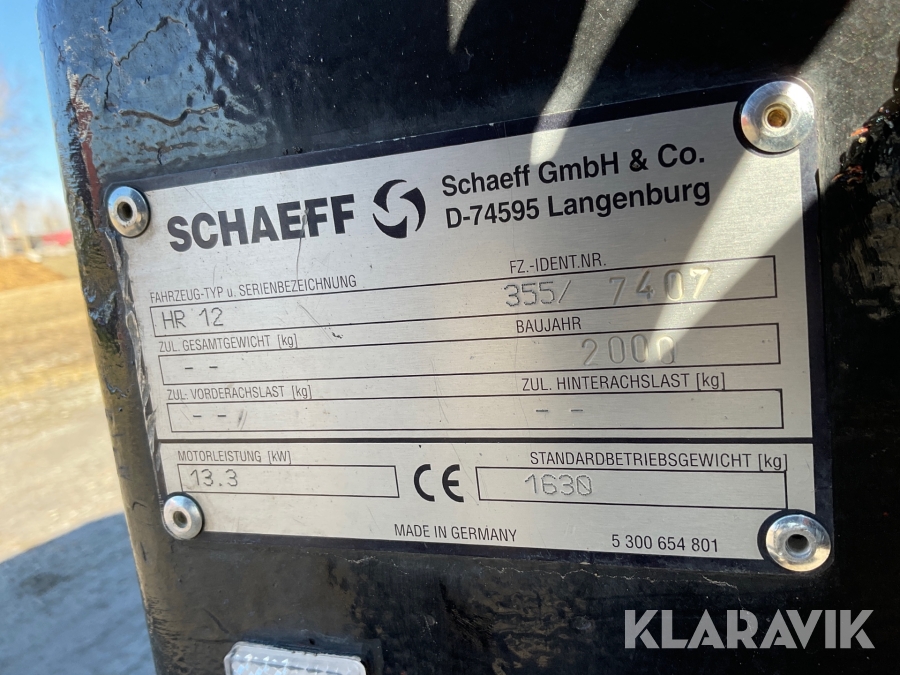 SCHAEFF
Schaeff GmbH & Co.
D-74595 Langenburg
FAHRZEUG-TYP u. SERIENBEZEICHNUNG
FZ.-IDENT.NR.
HR 12
355/ 7407
ZUL. GESAMTGEWICHT [kg]
BAUJAHR
--
2000
ZUL. VORDERACHSLAST [kg]
ZUL. HINTERACHSLAST [kg]
--
--
MOTORLEISTUNG [kW]
STANDARDBETRIEBSGEWICHT [kg]
13.3
CE
1630
MADE IN GERMANY
5 300 654 801
KLARAVIK